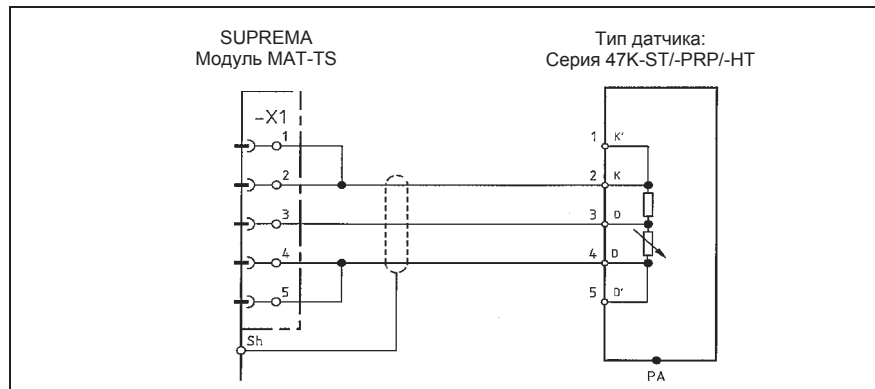 SUPREMA
Модуль MAT-TS
Тип датчика:
Серия 47K-ST/-PRP/-HT
-X1
1
2
3
4
5
Sh
1 K'
2 K
3 D
4 D
5 D'
PA